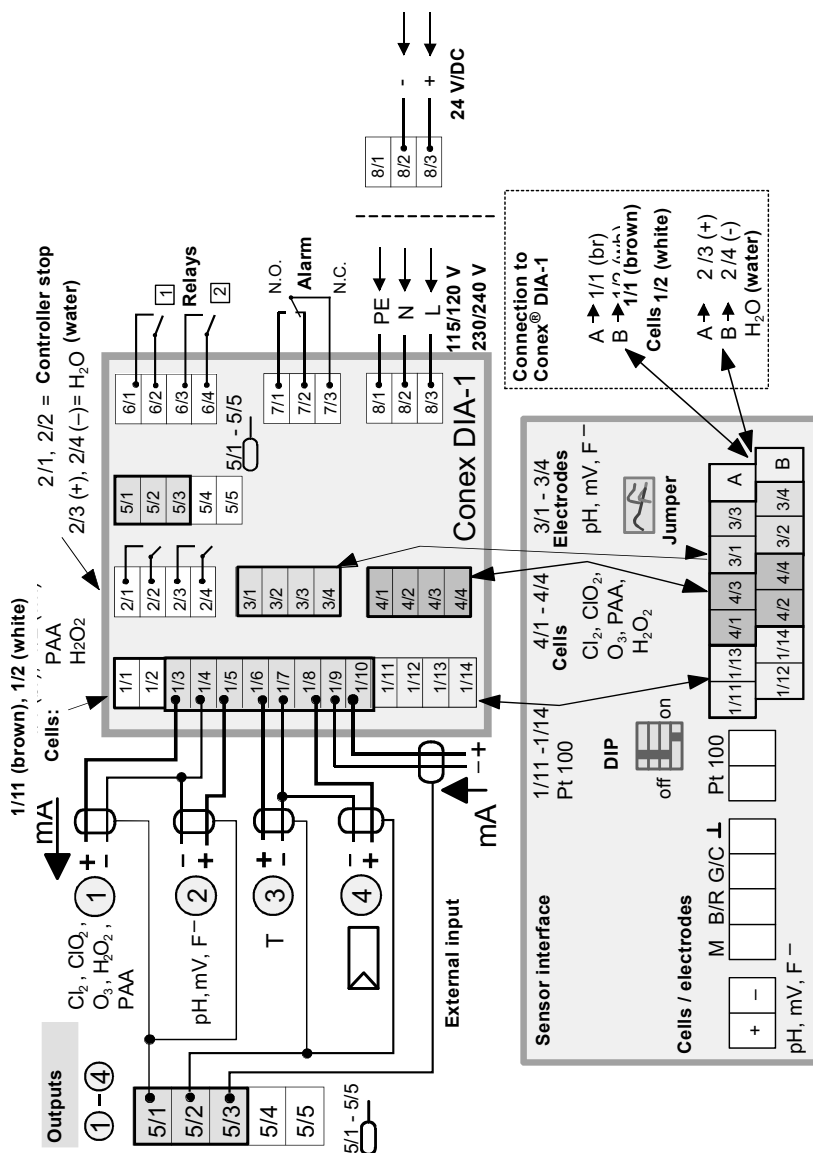 1/11 (brown), 1/2 (white)
Cells:
PAA
H2O2
2/1, 2/2 = Controller stop
2/3 (+), 2/4 (–)= H2O (water)
Outputs
1 – 4
5/1
5/2
5/3
5/4
5/5
5/1 - 5/5
Cl2, ClO2,
O3, H2O2,
PAA
mA
1
+
–
pH, mV, F–
2
–
+
T
3
+
–
4
–
+
External input
mA
– +
1/1
1/2
1/3
1/4
1/5
1/6
1/7
1/8
1/9
1/10
1/11
1/12
1/13
1/14
2/1
2/2
2/3
2/4
3/1
3/2
3/3
3/4
4/1
4/2
4/3
4/4
5/1
5/2
5/3
5/4
5/5
5/1 - 5/5
Conex DIA-1
6/1
6/2
6/3
6/4
1
Relays
2
7/1
7/2
7/3
N.O.
Alarm
N.C.
8/1
8/2
8/3
PE
N
L
115/120 V
230/240 V
8/1
8/2
8/3
-
+
24 V/DC
Sensor interface
1/11 -1/14
Pt 100
4/1 - 4/4
Cells
Cl2, ClO2,
O3, PAA,
H2O2
3/1 - 3/4
Electrodes
pH, mV, F–
DIP
off
on
Jumper
Cells / electrodes
+ –
pH, mV, F–
M B/R G/C ⊥
Pt 100
1/11 1/13 4/1 4/3 3/1 3/3 A
1/12 1/14 4/2 4/4 3/2 3/4 B
Connection to
Conex® DIA-1
A → 1/1 (br)
B →
1/1 (brown)
Cells 1/2 (white)
A → 2 /3 (+)
B → 2/4 (-)
H2O (water)